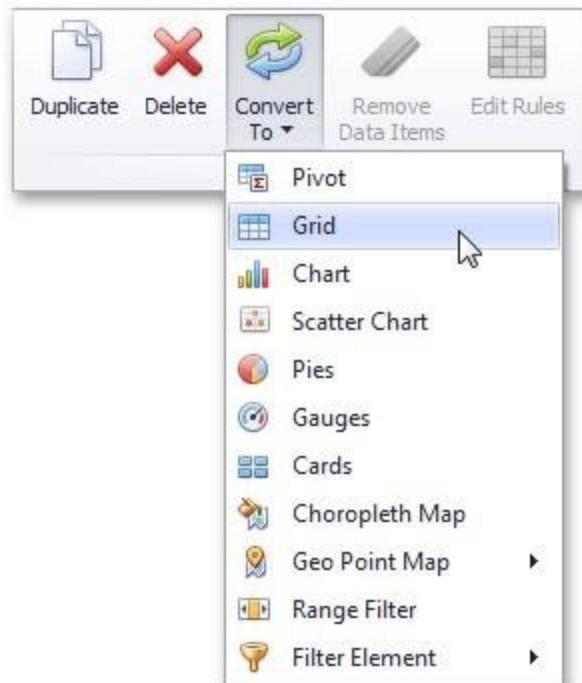 Duplicate Delete Convert To Remove Data Items Edit Rules
Pivot
Grid
Chart
Scatter Chart
Pies
Gauges
Cards
Choropleth Map
Geo Point Map
Range Filter
Filter Element